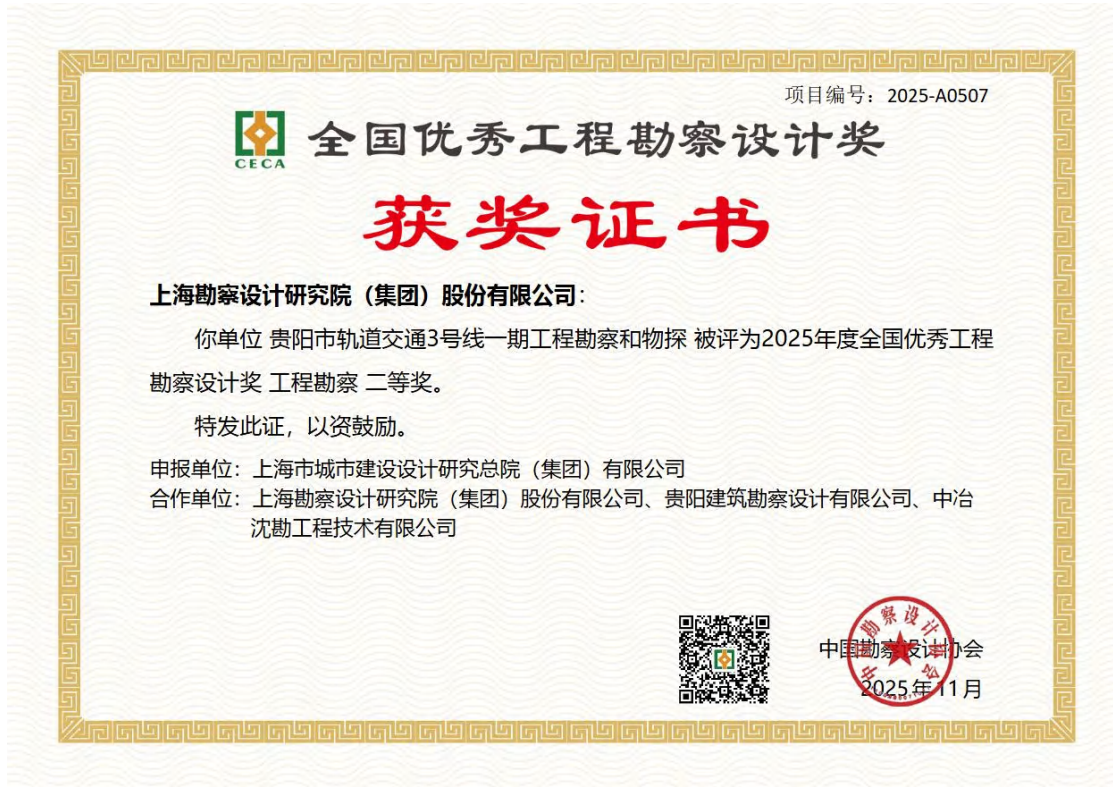 项目编号：2025-A0507
CECA
全国优秀工程勘察设计奖
获奖证书
上海勘察设计研究院（集团）股份有限公司：
你单位 贵阳市轨道交通3号线一期工程勘察和物探 被评为2025年度全国优秀工程
勘察设计奖 工程勘察 二等奖。
特发此证，以资鼓励。
申报单位：上海市城市建设设计研究总院（集团）有限公司
合作单位：上海勘察设计研究院（集团）股份有限公司、贵阳建筑勘察设计有限公司、中冶
沈勘工程技术有限公司
中国勘察设计协会
中国勘察设计协会
2025年11月